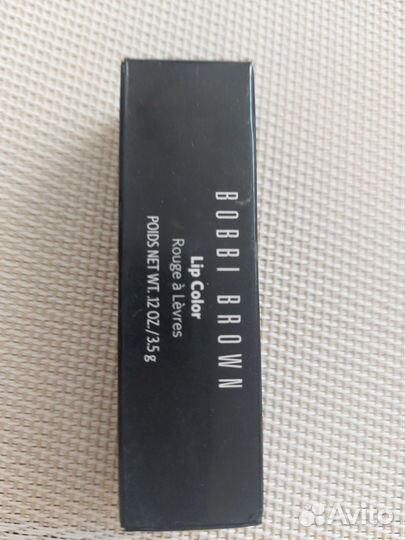 BOBBI BROWN
Lip Color
Rouge à Lèvres
POIDS NET WT. .12 OZ./3.5 g
Avito